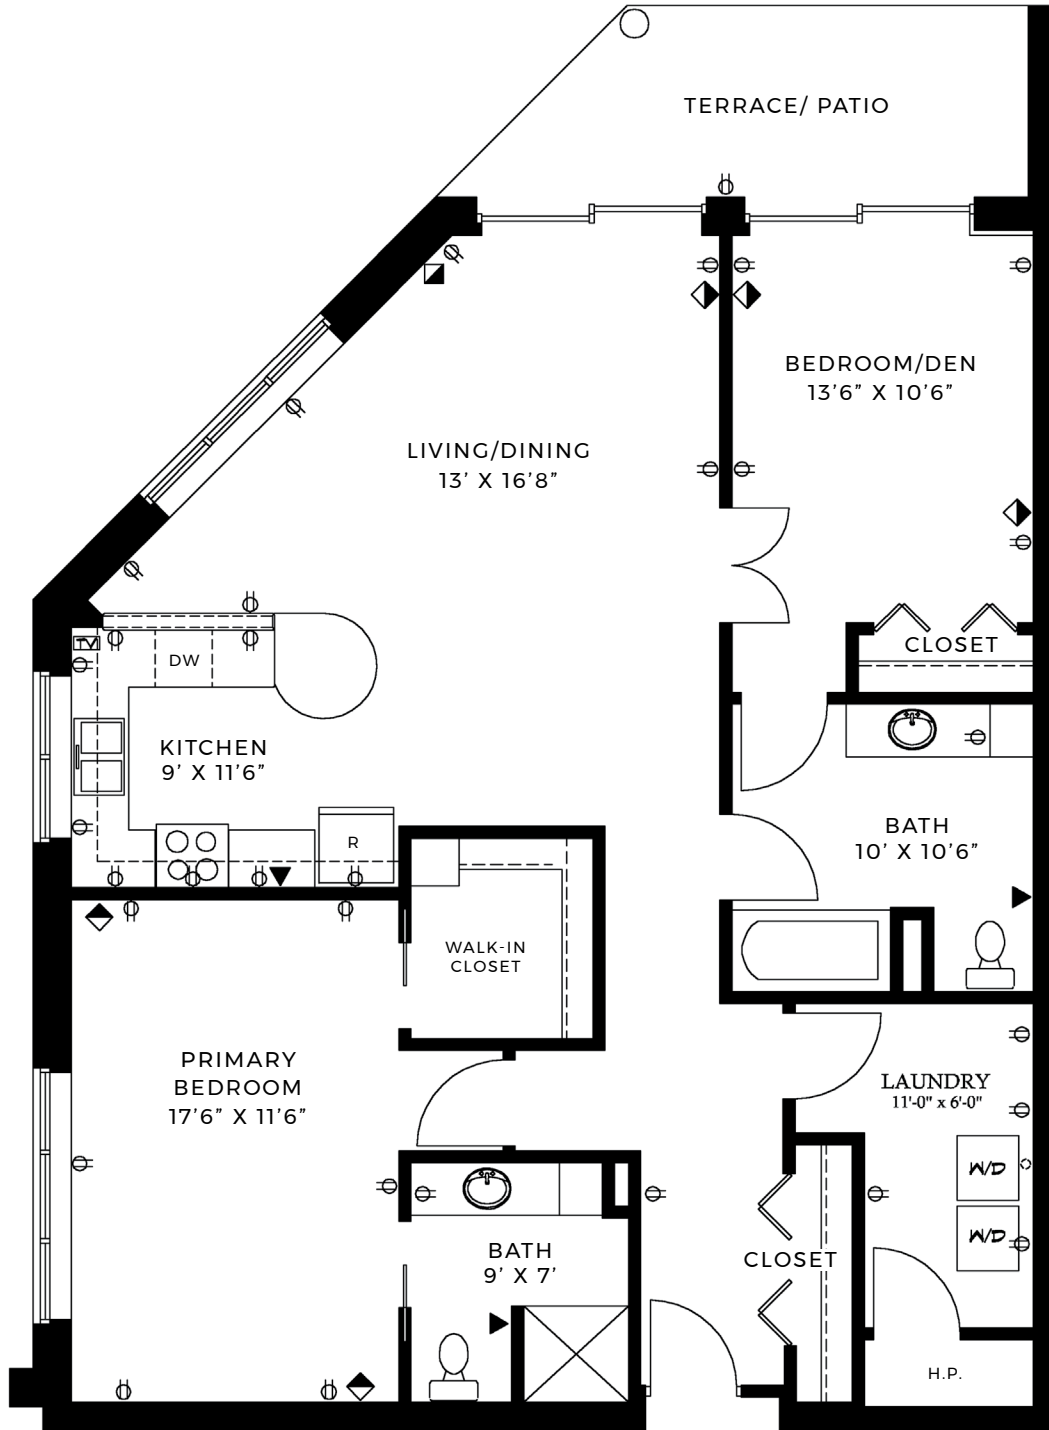 TERRACE/ PATIO
BEDROOM/DEN
13’6” X 10’6”
LIVING/DINING
13’ X 16’8”
CLOSET
TV
DW
KITCHEN
9’ X 11’6”
R
BATH
10’ X 10’6”
WALK-IN
CLOSET
PRIMARY
BEDROOM
17’6” X 11’6”
LAUNDRY
11'-0" x 6'-0"
W/D
W/D
BATH
9’ X 7’
CLOSET
H.P.